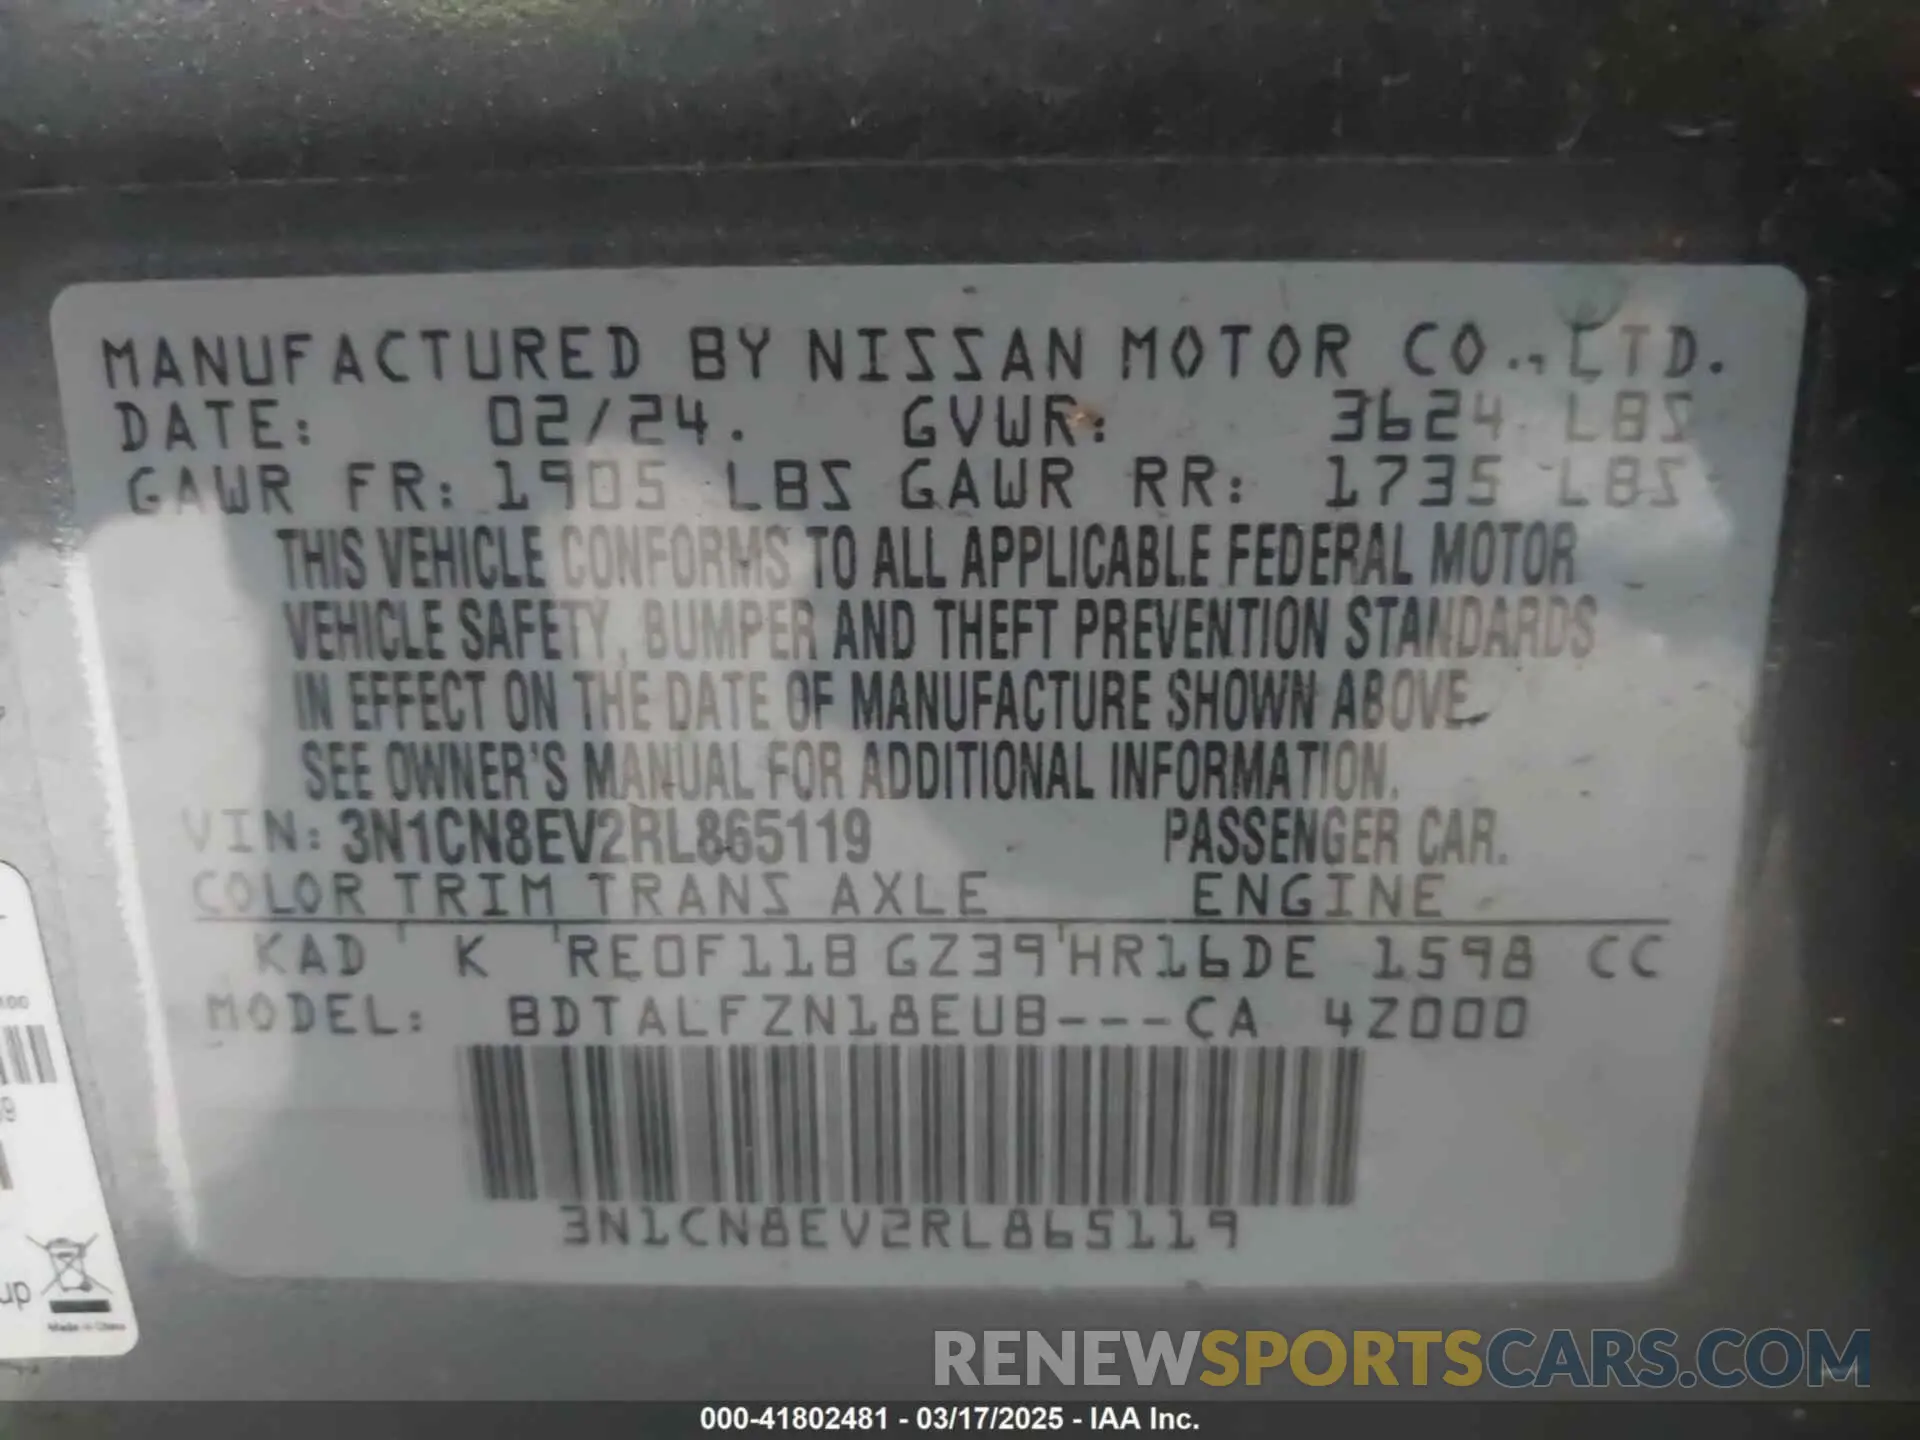 MANUFACTURED BY NISSAN MOTOR CO., LTD.
DATE: 02/24. GVWR: 3624 LBS
GAWR FR: 1905 LBS GAWR RR: 1735 LBS
THIS VEHICLE CONFORMS TO ALL APPLICABLE FEDERAL MOTOR
VEHICLE SAFETY, BUMPER AND THEFT PREVENTION STANDARDS
IN EFFECT ON THE DATE OF MANUFACTURE SHOWN ABOVE.
SEE OWNER'S MANUAL FOR ADDITIONAL INFORMATION.
VIN: 3N1CN8EV2RL865119 PASSENGER CAR.
COLOR TRIM TRANS AXLE ENGINE
KAD K RE0F11B GZ39 HR16DE 1598 CC
MODEL: BDTALFZN18EUB---CA 4Z000
3N1CN8EV2RL865119
up
Made in China
RENEWSPORTSCARS.COM
000-41802481 - 03/17/2025 - IAA Inc.